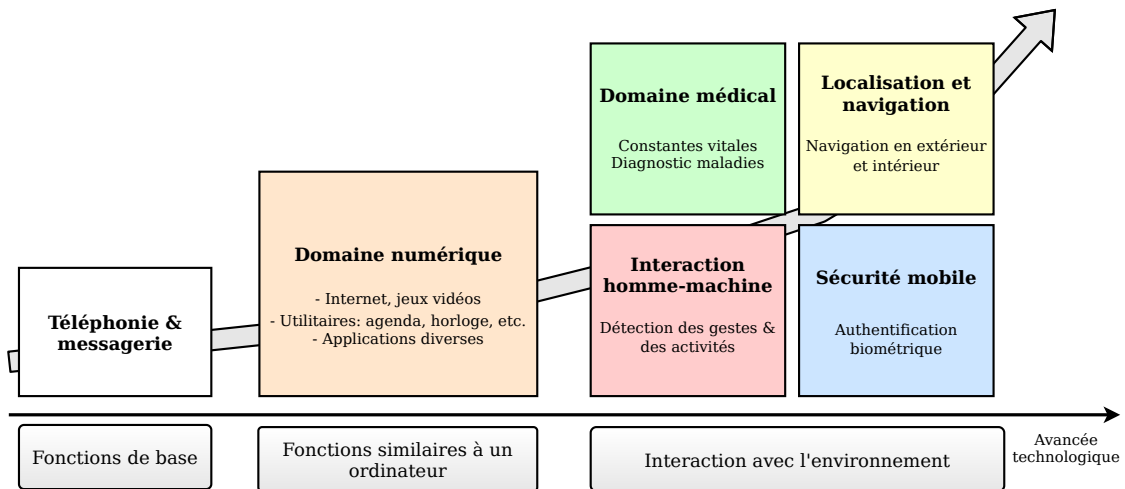 Téléphonie &
messagerie
Domaine numérique
- Internet, jeux vidéos
- Utilitaires: agenda, horloge, etc.
- Applications diverses
Domaine médical
Constantes vitales
Diagnostic maladies
Localisation et
navigation
Navigation en extérieur
et intérieur
Interaction
homme-machine
Détection des gestes &
des activités
Sécurité mobile
Authentification
biométrique
Fonctions de base
Fonctions similaires à un
ordinateur
Interaction avec l'environnement
Avancée
technologique